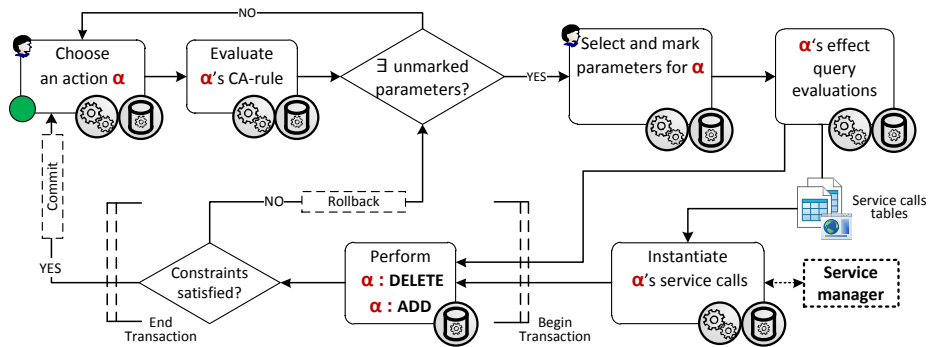 NO
Choose
an action α
Evaluate
α's CA-rule
∃ unmarked
parameters?
YES
Select and mark
parameters for α
α's effect
query
evaluations
Commit
NO
Rollback
Service calls
tables
YES
Constraints
satisfied?
Perform
α : DELETE
α : ADD
Instantiate
α's service calls
Service
manager
End
Transaction
Begin
Transaction